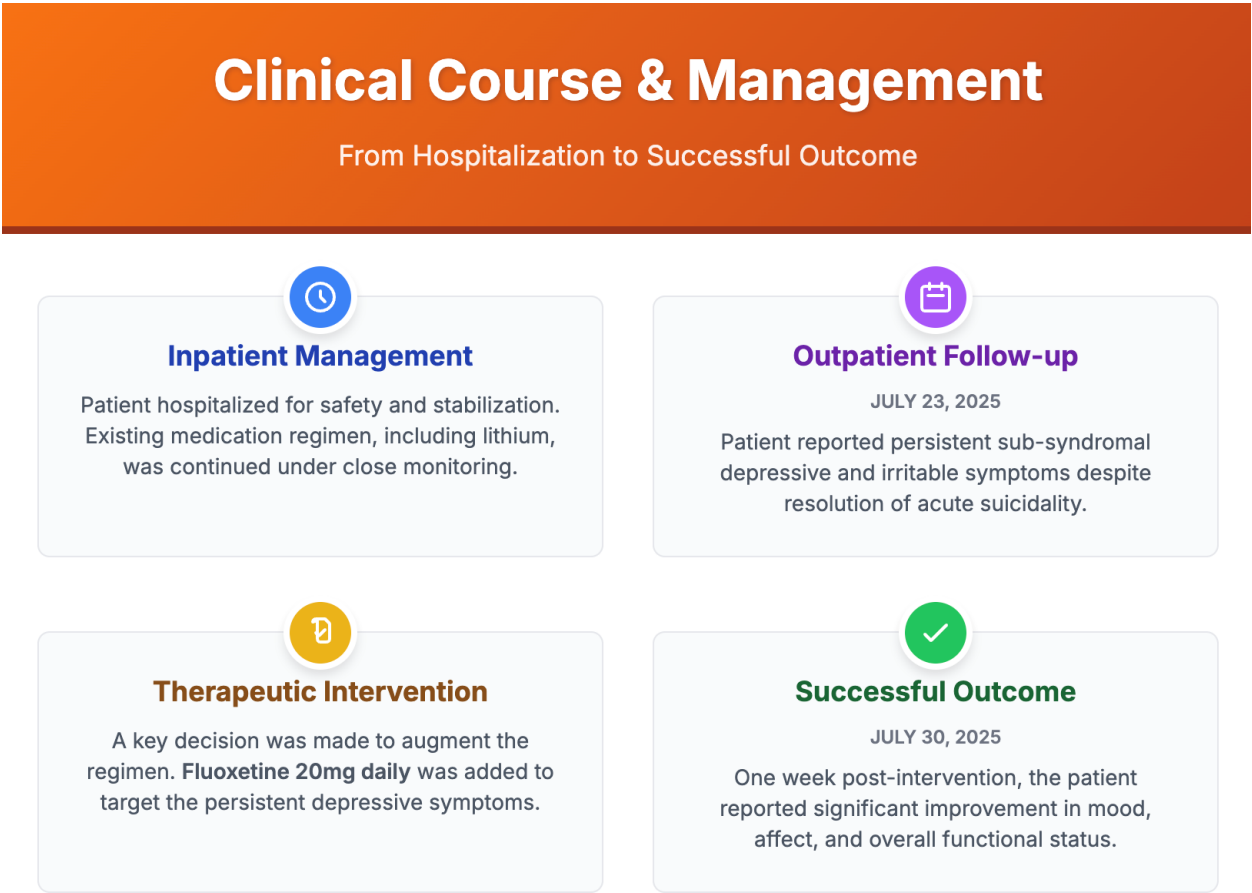 Clinical Course & Management
From Hospitalization to Successful Outcome
Inpatient Management
Patient hospitalized for safety and stabilization.
Existing medication regimen, including lithium,
was continued under close monitoring.
Outpatient Follow-up
JULY 23, 2025
Patient reported persistent sub-syndromal
depressive and irritable symptoms despite
resolution of acute suicidality.
Therapeutic Intervention
A key decision was made to augment the
regimen. Fluoxetine 20mg daily was added to
target the persistent depressive symptoms.
Successful Outcome
JULY 30, 2025
One week post-intervention, the patient
reported significant improvement in mood,
affect, and overall functional status.